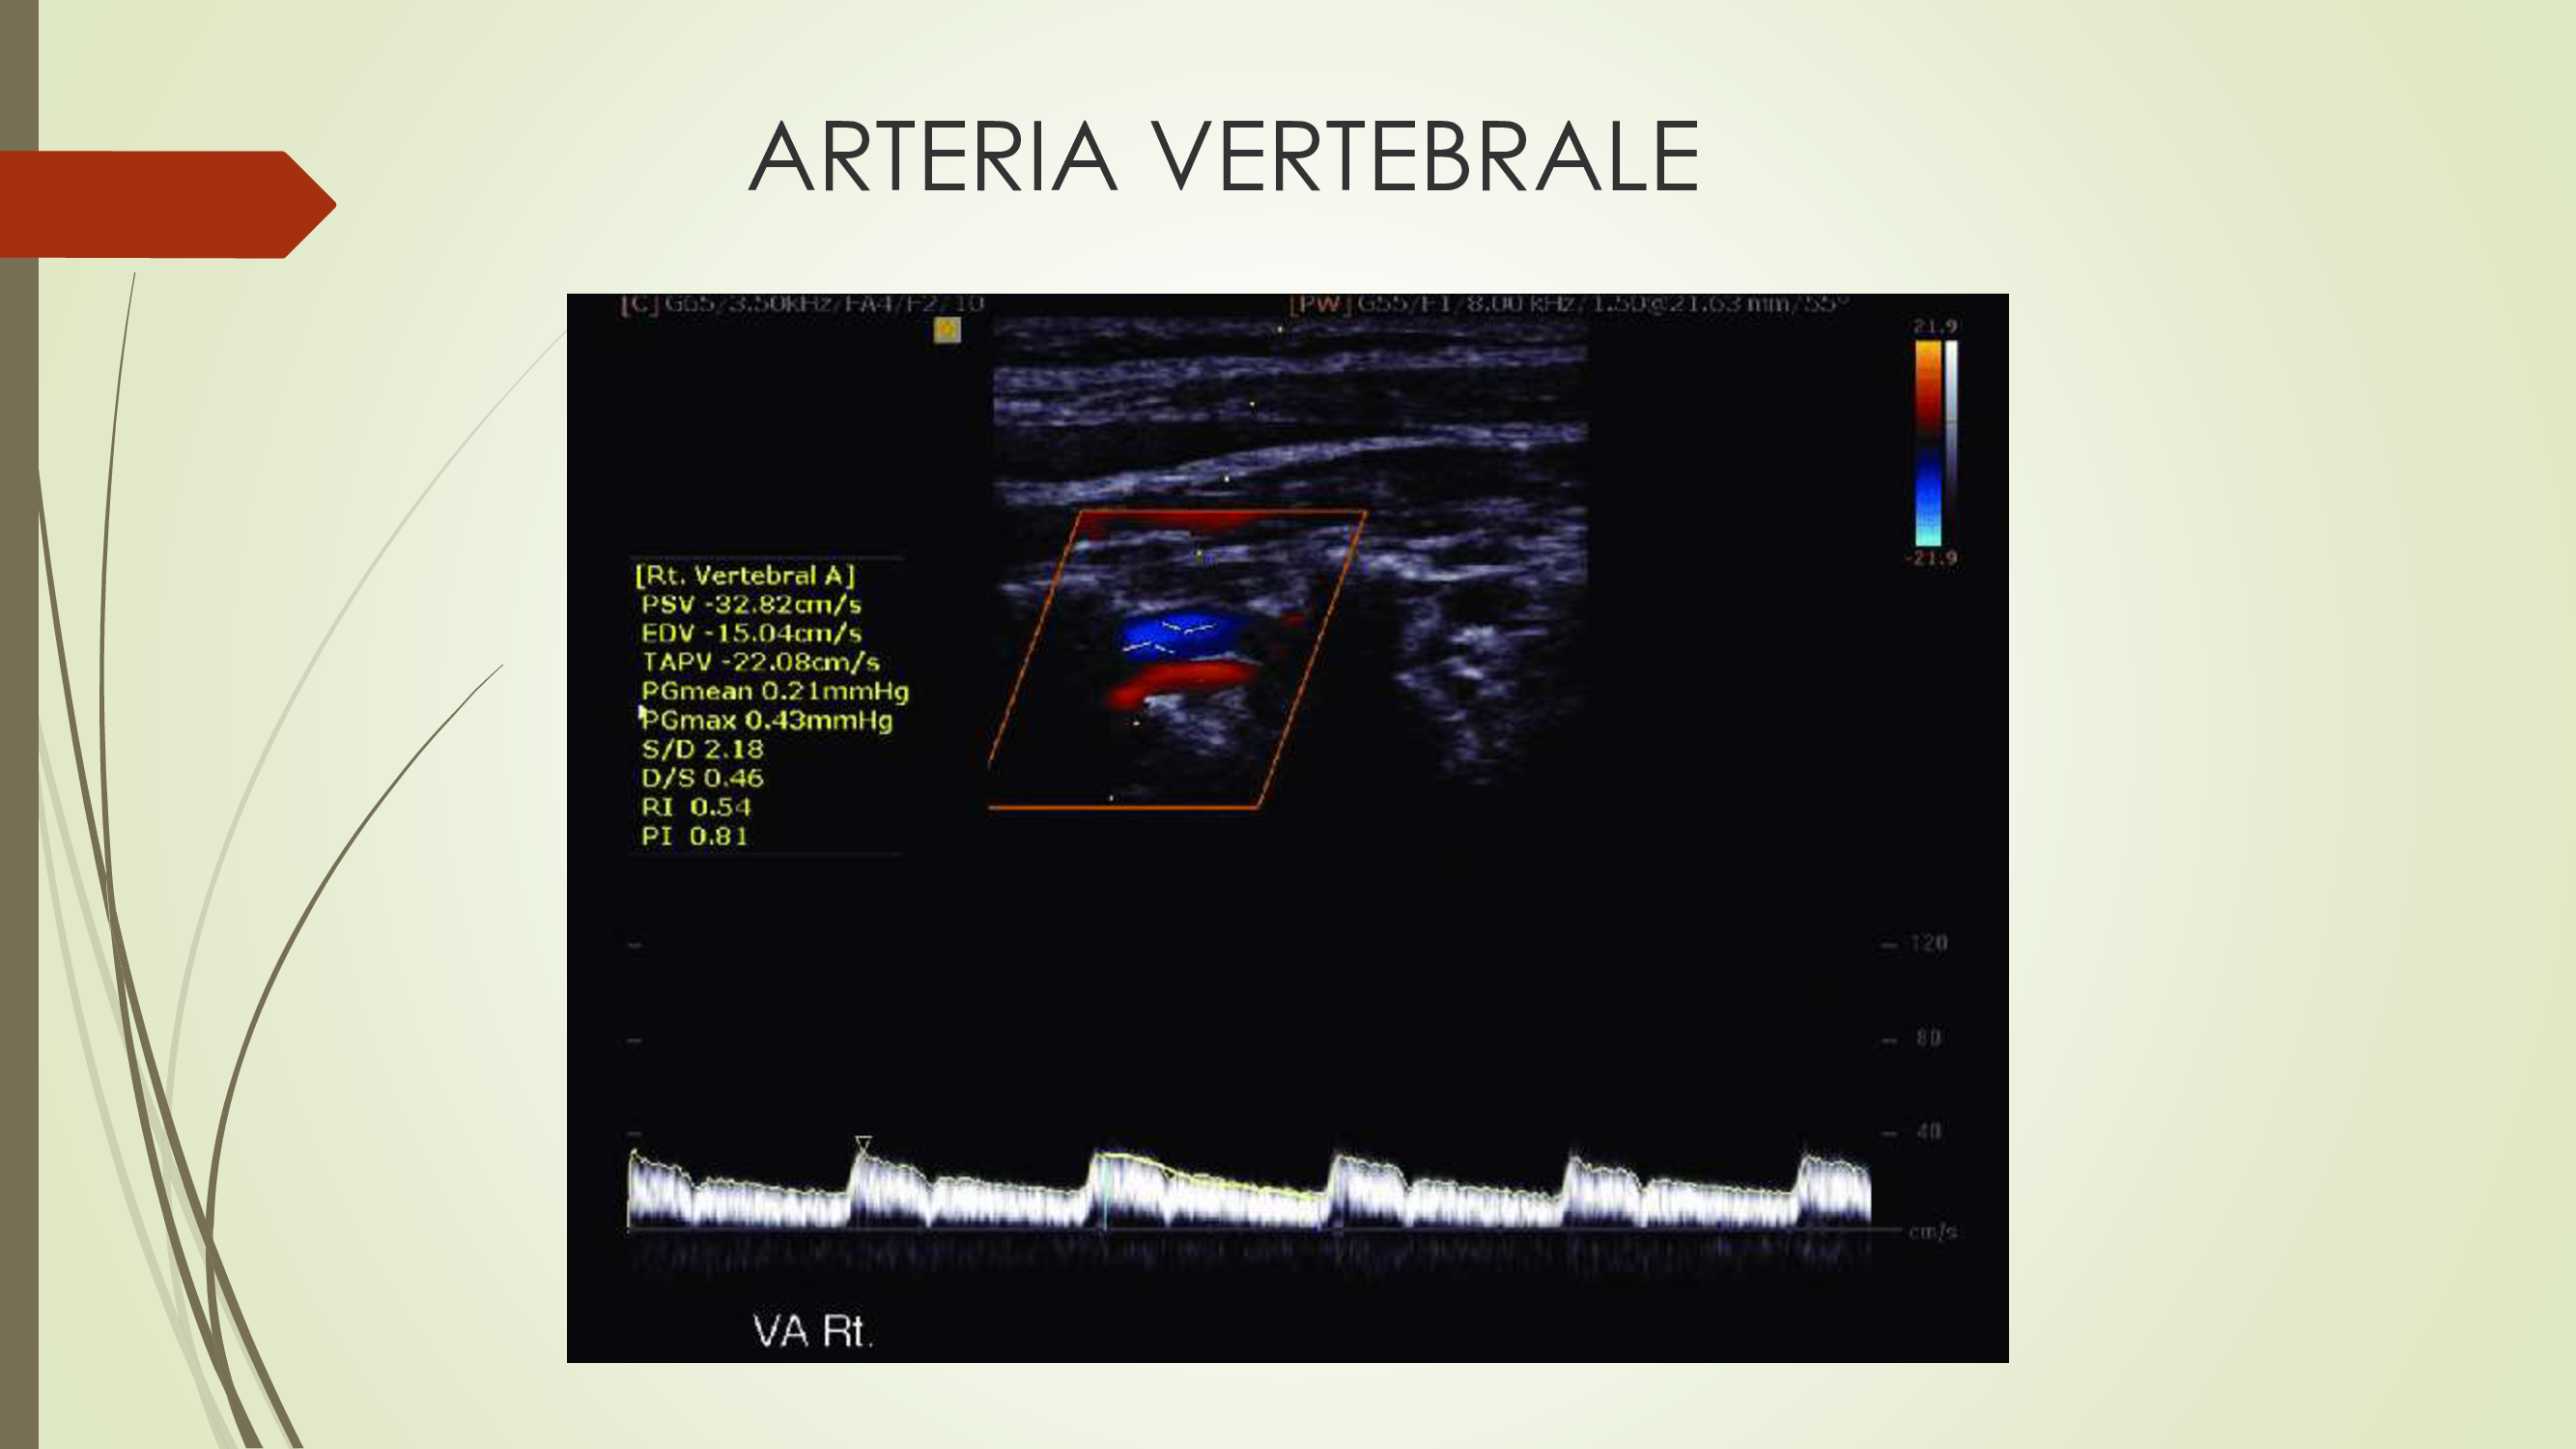 ARTERIA VERTEBRALE
[C] G65/3.50kHz/FA4/F2/10
[PW] G55/F1/8.00 kHz/1.50@21.63 mm/55°
21.9
-21.9
[Rt. Vertebral A]
PSV -32.82cm/s
EDV -15.04cm/s
TAPV -22.08cm/s
PGmean 0.21mmHg
PGmax 0.43mmHg
S/D 2.18
D/S 0.46
RI 0.54
PI 0.81
120
80
40
cm/s
VA Rt.